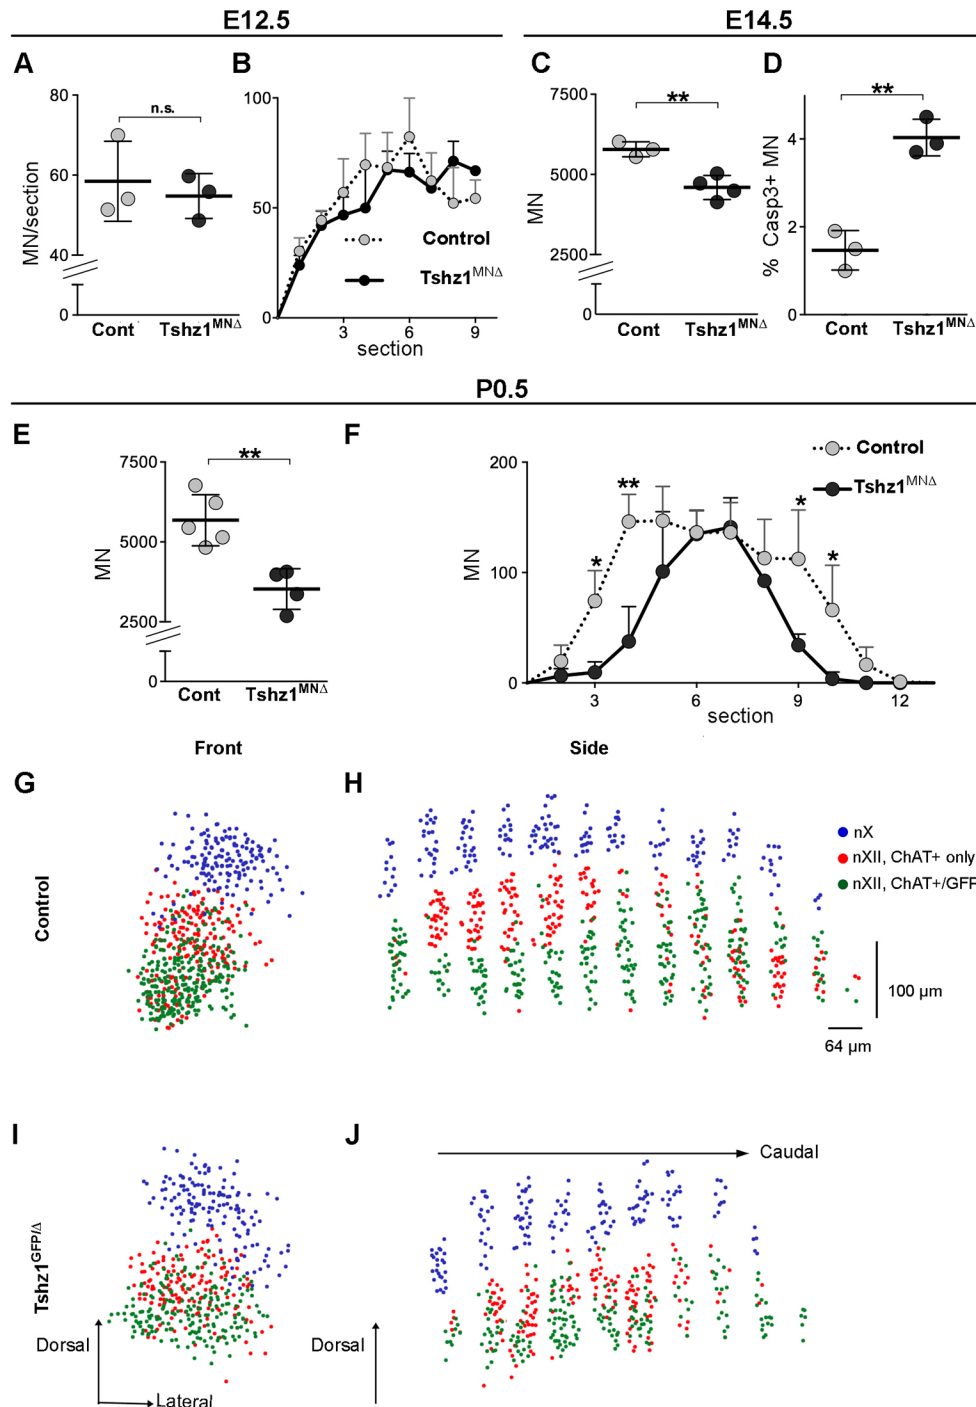 E12.5
E14.5
A
B
C
D
80
60
40
0
MN/section
n.s.
Cont
Tshz1MNΔ
100
50
0
3
6
9
section
Control
Tshz1MNΔ
7500
5000
2500
0
MN
**
Cont
Tshz1MNΔ
4
2
0
% Casp3+ MN
**
Cont
Tshz1MNΔ
P0.5
E
F
7500
5000
2500
0
MN
**
Cont
Tshz1MNΔ
200
100
0
MN
*
**
*
*
3
6
9
12
section
Control
Tshz1MNΔ
Front
Side
G
H
Control
nX
nXII, ChAT+ only
nXII, ChAT+/GFP
100 µm
64 µm
I
J
Caudal
Tshz1GFP/Δ
Dorsal
Lateral
Dorsal